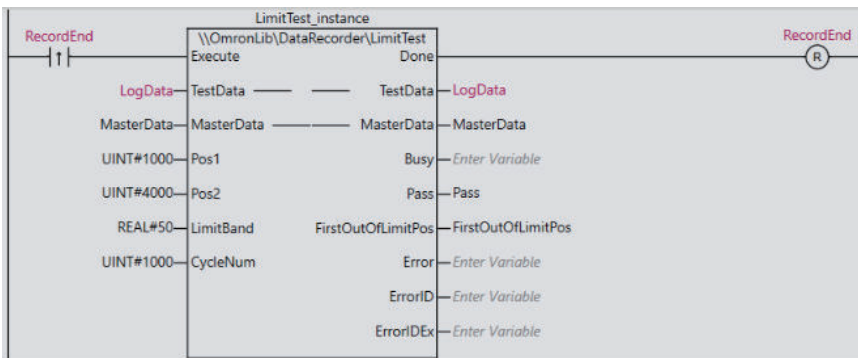 LimitTest_instance
RecordEnd \\OmronLib\DataRecorder\LimitTest RecordEnd
Execute Done R
LogData TestData TestData LogData
MasterData MasterData MasterData MasterData
UINT#1000 Pos1 Busy Enter Variable
UINT#4000 Pos2 Pass Pass
REAL#50 LimitBand FirstOutOfLimitPos FirstOutOfLimitPos
UINT#1000 CycleNum Error Enter Variable
ErrorID Enter Variable
ErrorIDEx Enter Variable